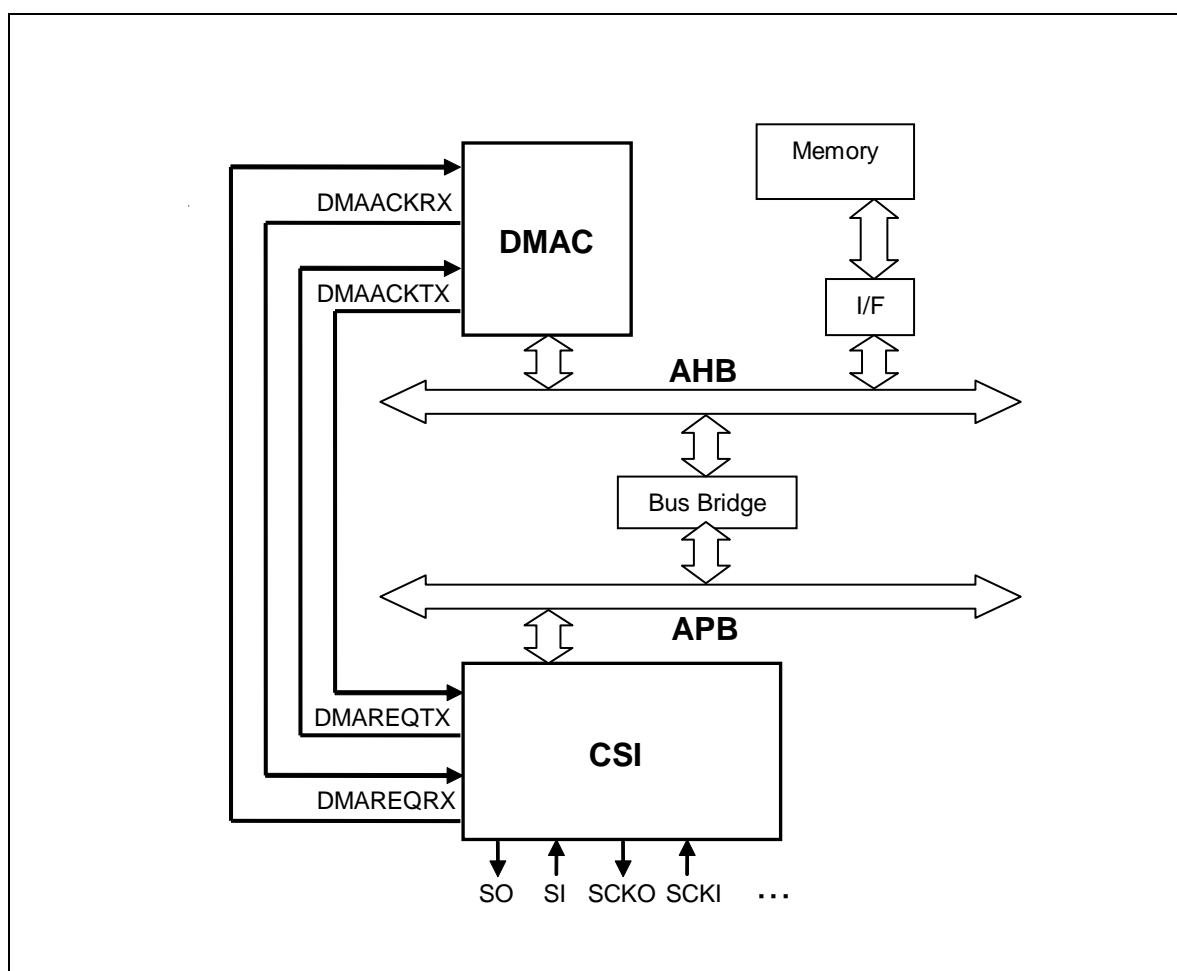 Memory
DMAACKRX
DMAC
DMAACKTX
I/F
AHB
Bus Bridge
APB
DMAREQTX
CSI
DMAREQRX
SO SI SCKO SCKI ...